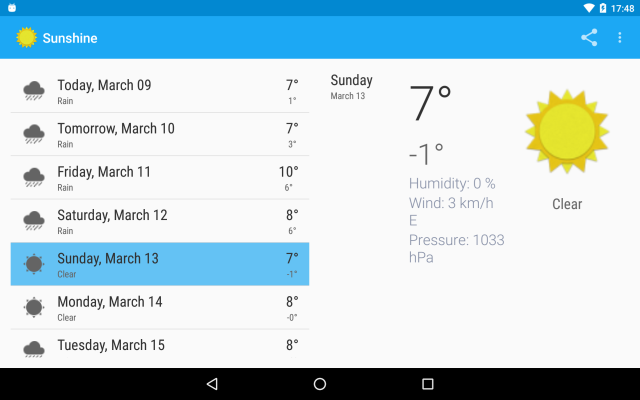 17:48
Sunshine
Today, March 09
7°
Rain
1°
Tomorrow, March 10
7°
Rain
3°
Friday, March 11
10°
Rain
6°
Saturday, March 12
8°
Rain
6°
Sunday, March 13
7°
Clear
-1°
Monday, March 14
8°
Clear
-0°
Tuesday, March 15
8°
Sunday
March 13
7°
-1°
Humidity: 0 %
Wind: 3 km/h
E
Pressure: 1033
hPa
Clear